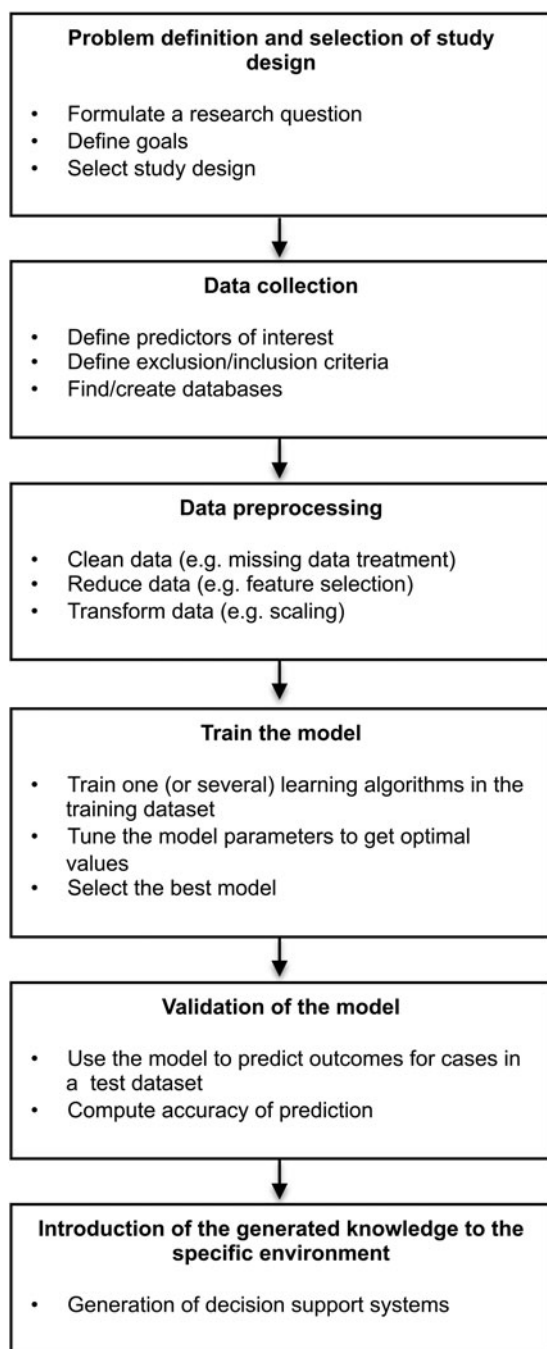 Problem definition and selection of study
design
• Formulate a research question
• Define goals
• Select study design
Data collection
• Define predictors of interest
• Define exclusion/inclusion criteria
• Find/create databases
Data preprocessing
• Clean data (e.g. missing data treatment)
• Reduce data (e.g. feature selection)
• Transform data (e.g. scaling)
Train the model
• Train one (or several) learning algorithms in the
training dataset
• Tune the model parameters to get optimal
values
• Select the best model
Validation of the model
• Use the model to predict outcomes for cases in
a test dataset
• Compute accuracy of prediction
Introduction of the generated knowledge to the
specific environment
• Generation of decision support systems